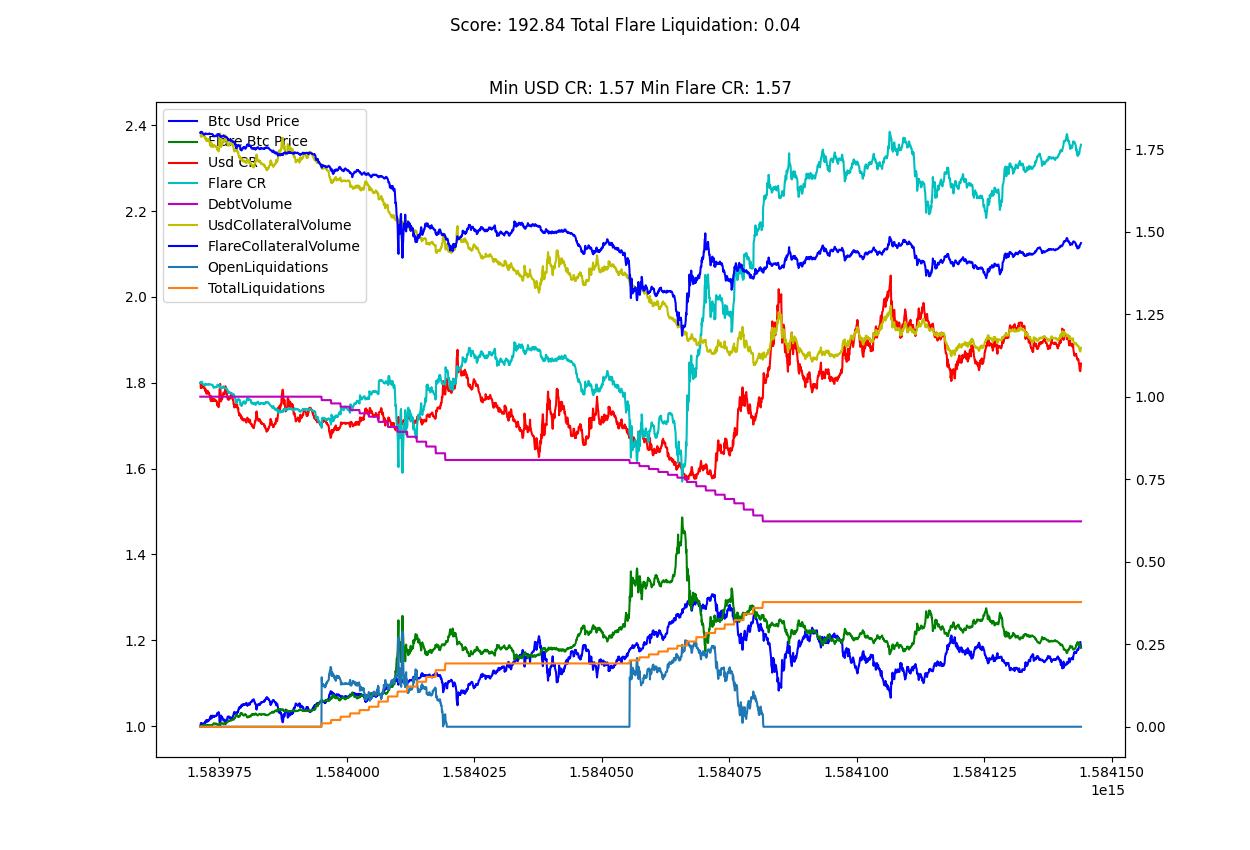 Score: 192.84 Total Flare Liquidation: 0.04
Min USD CR: 1.57 Min Flare CR: 1.57
Btc Usd Price
Flare Btc Price
Usd CR
Flare CR
DebtVolume
UsdCollateralVolume
FlareCollateralVolume
OpenLiquidations
TotalLiquidations
2.4
2.2
2.0
1.8
1.6
1.4
1.2
1.0
1.75
1.50
1.25
1.00
0.75
0.50
0.25
0.00
1.583975 1.584000 1.584025 1.584050 1.584075 1.584100 1.584125 1.584150
1e15